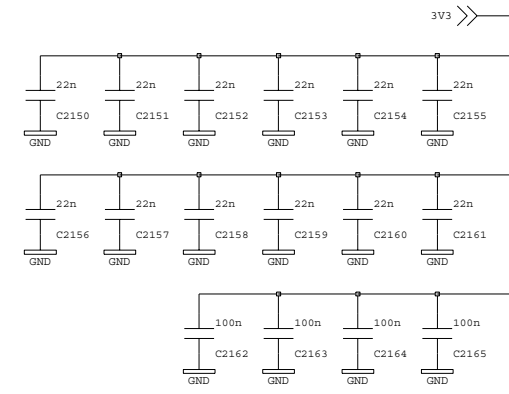 3V3
22n 22n 22n 22n 22n 22n
C2150 C2151 C2152 C2153 C2154 C2155
GND GND GND GND GND GND
22n 22n 22n 22n 22n 22n
C2156 C2157 C2158 C2159 C2160 C2161
GND GND GND GND GND GND
100n 100n 100n 100n
C2162 C2163 C2164 C2165
GND GND GND GND